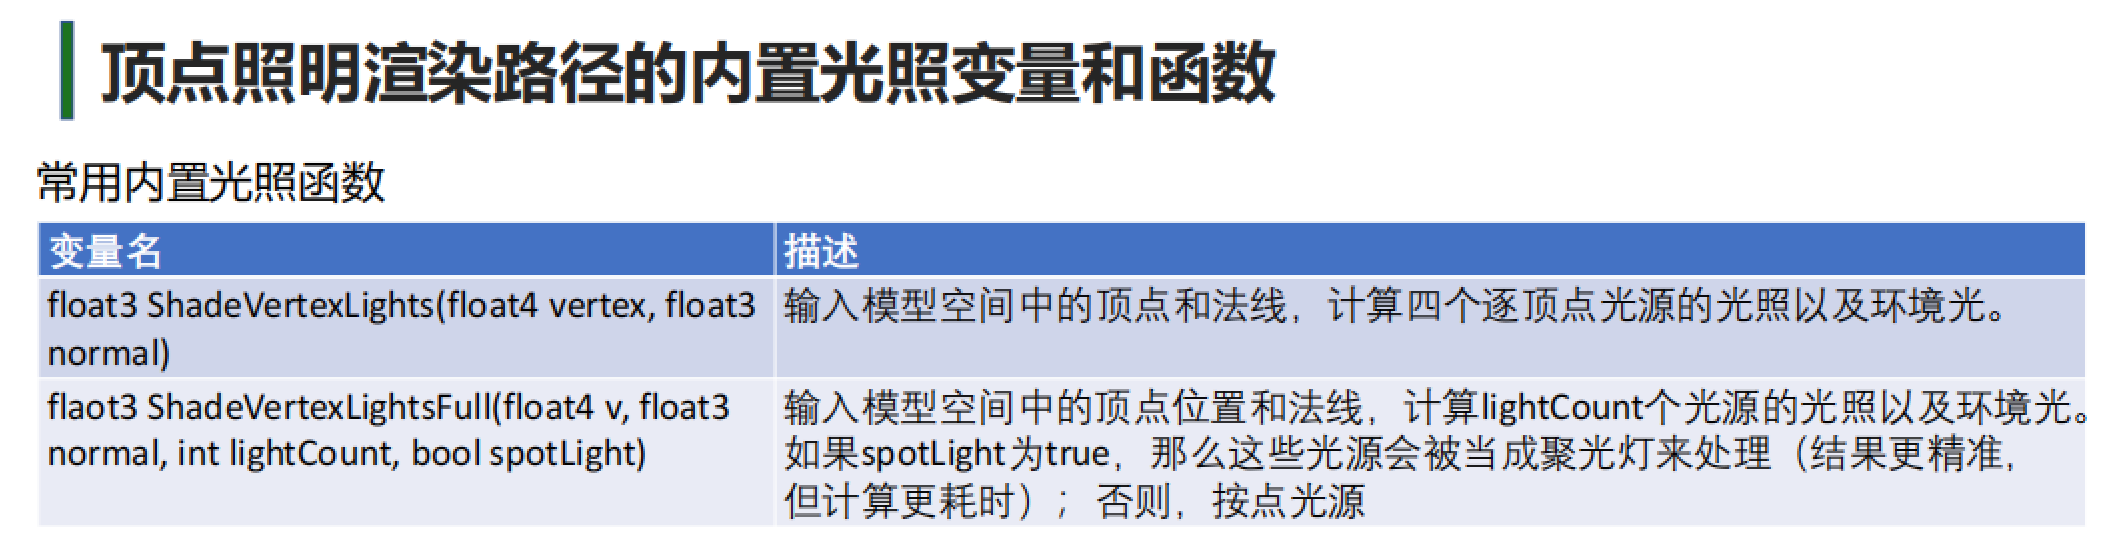 顶点照明渲染路径的内置光照变量和函数
常用内置光照函数
变量名
描述
float3 ShadeVertexLights(float4 vertex, float3
normal)
输入模型空间中的顶点和法线，计算四个逐顶点光源的光照以及环境光。
flaot3 ShadeVertexLightsFull(float4 v, float3
normal, int lightCount, bool spotLight)
输入模型空间中的顶点位置和法线，计算lightCount个光源的光照以及环境光。
如果spotLight为true，那么这些光源会被当成聚光灯来处理（结果更精准，
但计算更耗时）；否则，按点光源